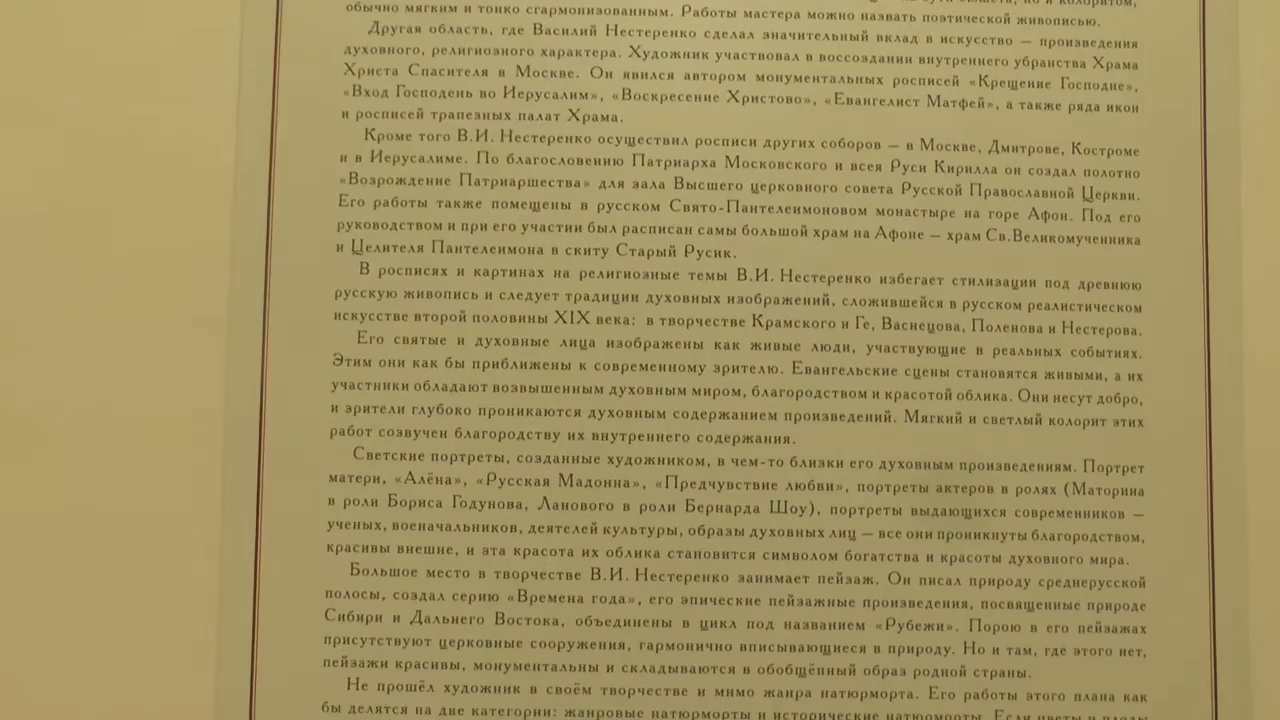 но и колоритом,
обычно мягким и тонко сгармонизованным. Работы мастера можно назвать поэтической живописью.
Другая область, где Василий Нестеренко сделал значительный вклад в искусство — произведения
духовного, религиозного характера. Художник участвовал в воссоздании внутреннего убранства Храма
Христа Спасителя в Москве. Он явился автором монументальных росписей «Крещение Господне»,
«Вход Господень во Иерусалим», «Воскресение Христово», «Евангелист Матфей», а также ряда икон
и росписей трапезных палат Храма.
Кроме того В.И. Нестеренко осуществил росписи других соборов — в Москве, Дмитрове, Костроме
и в Иерусалиме. По благословению Патриарха Московского и всея Руси Кирилла он создал полотно
«Возрождение Патриаршества» для зала Высшего церковного совета Русской Православной Церкви.
Его работы также помещены в русском Свято-Пантелеимоновом монастыре на горе Афон. Под его
руководством и при его участии был расписан самы большой храм на Афоне — храм Св.Великомученника
и Целителя Пантелеимона в скиту Старый Русик.
В росписях и картинах на религиозные темы В.И. Нестеренко избегает стилизации под древнюю
русскую живопись и следует традиции духовных изображений, сложившейся в русском реалистическом
искусстве второй половины XIX века: в творчестве Крамского и Ге, Васнецова, Поленова и Нестерова.
Его святые и духовные лица изображены как живые люди, участвующие в реальных событиях.
Этим они как бы приближены к современному зрителю. Евангельские сцены становятся живыми, а их
участники обладают возвышенным духовным миром, благородством и красотой облика. Они несут добро,
и зрители глубоко проникаются духовным содержанием произведений. Мягкий и светлый колорит этих
работ созвучен благородству их внутреннего содержания.
Светские портреты, созданные художником, в чем-то близки его духовным произведениям. Портрет
матери, «Алёна», «Русская Мадонна», «Предчувствие любви», портреты актеров в ролях (Маторина
в роли Бориса Годунова, Ланового в роли Бернарда Шоу), портреты выдающихся современников —
ученых, военачальников, деятелей культуры, образы духовных лиц — все они проникнуты благородством,
красивы внешне, и эта красота их облика становится символом богатства и красоты духовного мира.
Большое место в творчестве В.И. Нестеренко занимает пейзаж. Он писал природу среднерусской
полосы, создал серию «Времена года», его эпические пейзажные произведения, посвященные природе
Сибири и Дальнего Востока, объединены в цикл под названием «Рубежи». Порою в его пейзажах
присутствуют церковные сооружения, гармонично вписывающиеся в природу. Но и там, где этого нет,
пейзажи красивы, монументальны и складываются в обобщённый образ родной страны.
Не прошёл художник в своём творчестве и мимо жанра натюрморта. Его работы этого плана как
бы делятся на две категории: жанровые натюрморты и исторические натюрморты. Если цветы и плоды